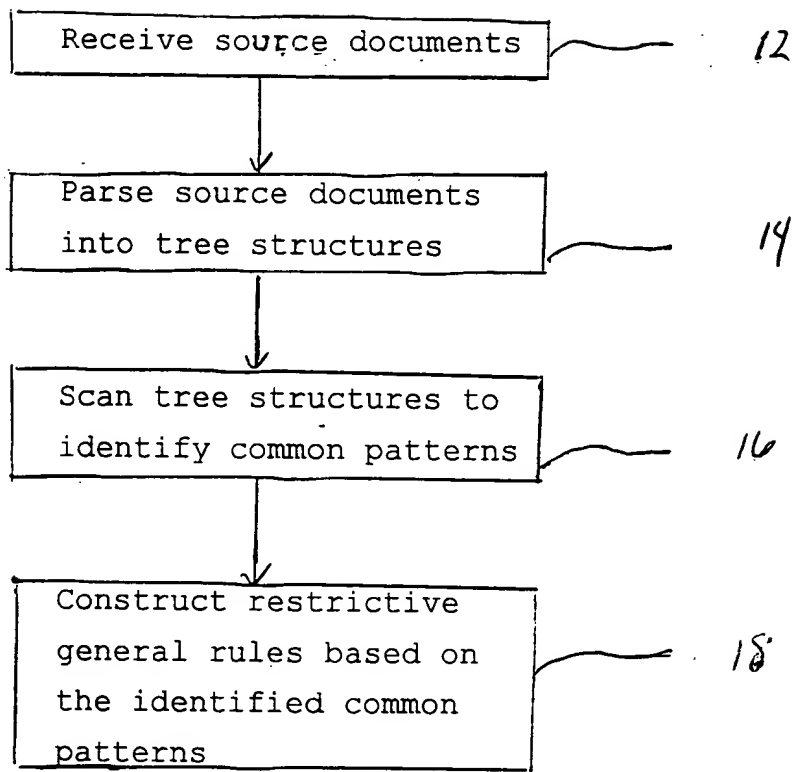 Receive source documents 12
Parse source documents
into tree structures 14
Scan tree structures to
identify common patterns 16
Construct restrictive
general rules based on 18
the identified common
patterns